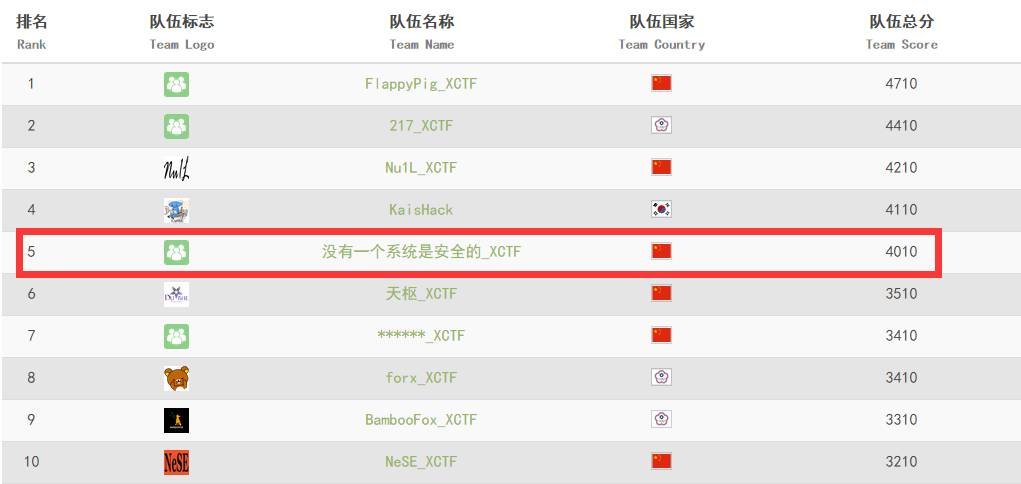 排名 队伍标志 队伍名称 队伍国家 队伍总分
Rank Team Logo Team Name Team Country Team Score
1 FlappyPig_XCTF 4710
2 217_XCTF 4410
3 Nu1L Nu1L_XCTF 4210
4 KaisHack 4110
5 没有一个系统是安全的_XCTF 4010
6 天枢_XCTF 3510
7 ******_XCTF 3410
8 forx_XCTF 3410
9 BambooFox_XCTF 3310
10 NeSE NeSE_XCTF 3210